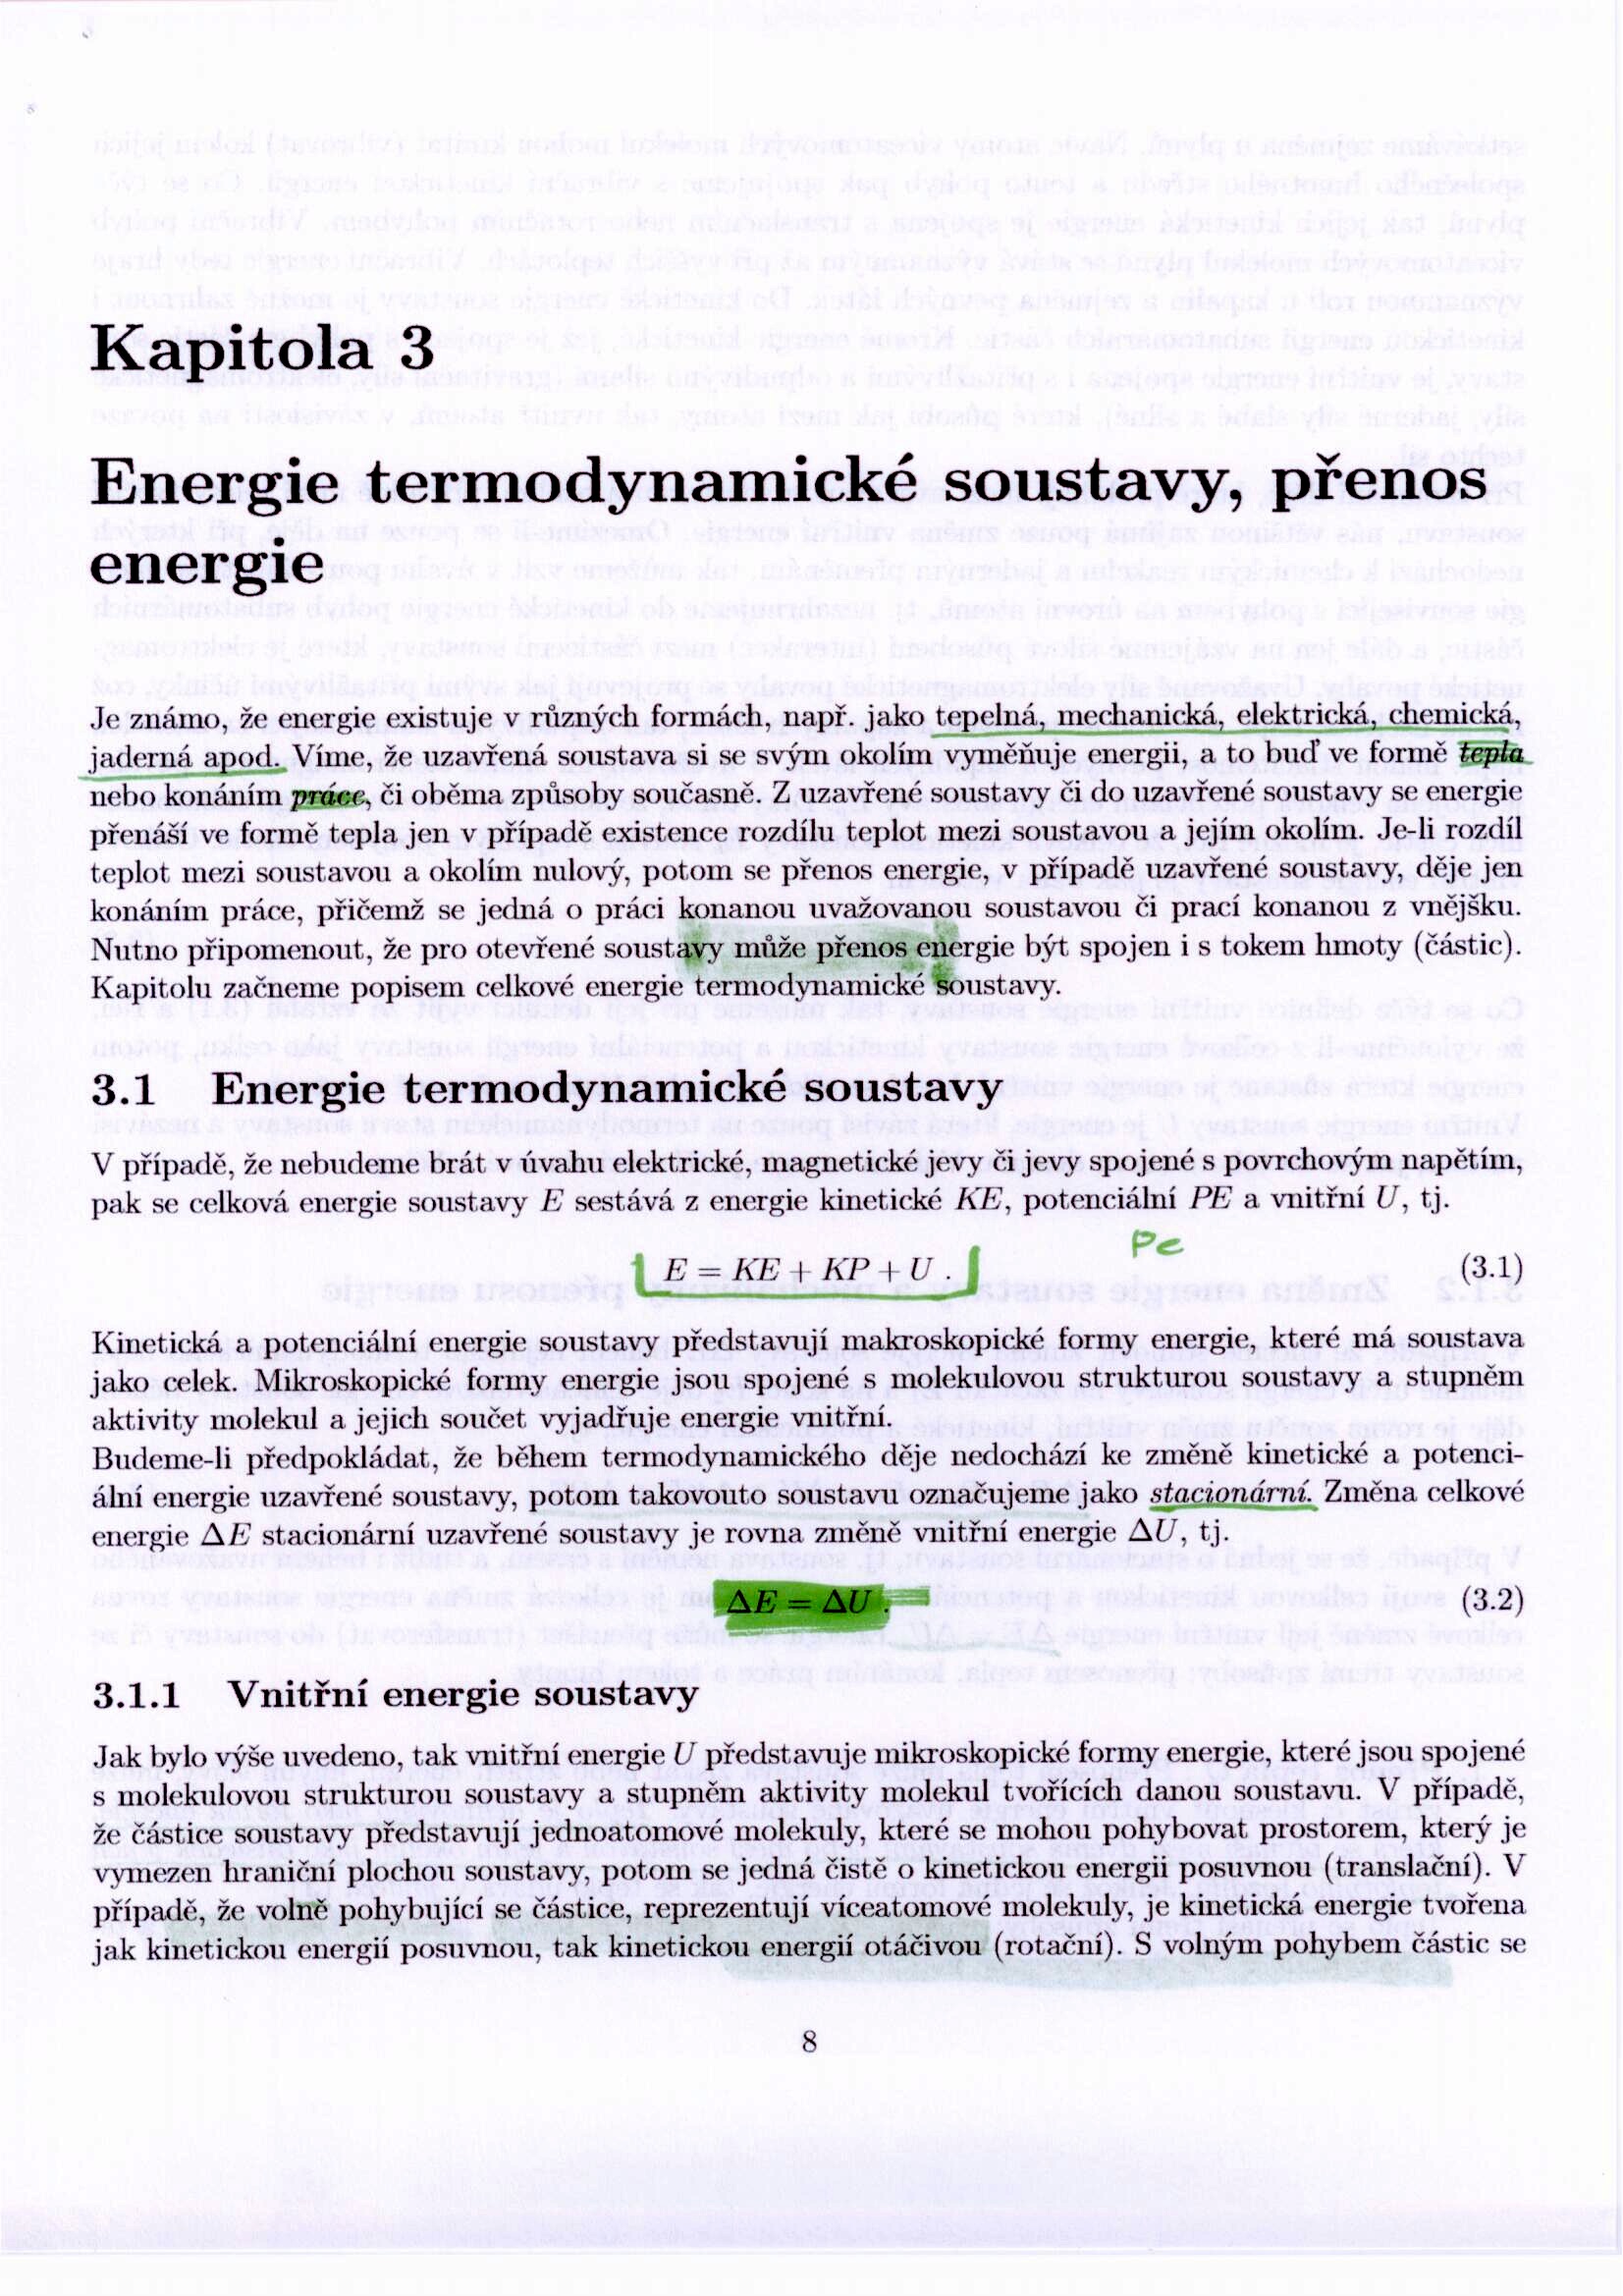 Kapitola 3
Energie termodynamické soustavy, přenos
energie
Je známo, že energie existuje v různých formách, např. jako tepelná, mechanická, elektrická, chemická,
jaderná apod. Víme, že uzavřená soustava si se svým okolím vyměňuje energii, a to buď ve formě tepla
nebo konáním práce, či oběma způsoby současně. Z uzavřené soustavy či do uzavřené soustavy se energie
přenáší ve formě tepla jen v případě existence rozdílu teplot mezi soustavou a jejím okolím. Je-li rozdíl
teplot mezi soustavou a okolím nulový, potom se přenos energie, v případě uzavřené soustavy, děje jen
konáním práce, přičemž se jedná o práci konanou uvažovanou soustavou či prací konanou z vnějšku.
Nutno připomenout, že pro otevřené soustavy může přenos energie být spojen i s tokem hmoty (částic).
Kapitolu začneme popisem celkové energie termodynamické soustavy.
3.1 Energie termodynamické soustavy
V případě, že nebudeme brát v úvahu elektrické, magnetické jevy či jevy spojené s povrchovým napětím,
pak se celková energie soustavy E sestává z energie kinetické KE, potenciální PE a vnitřní U, tj.
Pe
E = KE + KP + U . (3.1)
Kinetická a potenciální energie soustavy představují makroskopické formy energie, které má soustava
jako celek. Mikroskopické formy energie jsou spojené s molekulovou strukturou soustavy a stupněm
aktivity molekul a jejich součet vyjadřuje energie vnitřní.
Budeme-li předpokládat, že během termodynamického děje nedochází ke změně kinetické a potenci-
ální energie uzavřené soustavy, potom takovouto soustavu označujeme jako stacionární. Změna celkové
energie ΔE stacionární uzavřené soustavy je rovna změně vnitřní energie ΔU, tj.
ΔE = ΔU . (3.2)
3.1.1 Vnitřní energie soustavy
Jak bylo výše uvedeno, tak vnitřní energie U představuje mikroskopické formy energie, které jsou spojené
s molekulovou strukturou soustavy a stupněm aktivity molekul tvořících danou soustavu. V případě,
že částice soustavy představují jednoatomové molekuly, které se mohou pohybovat prostorem, který je
vymezen hraniční plochou soustavy, potom se jedná čistě o kinetickou energii posuvnou (translační). V
případě, že volně pohybující se částice, reprezentují víceatomové molekuly, je kinetická energie tvořena
jak kinetickou energií posuvnou, tak kinetickou energií otáčivou (rotační). S volným pohybem částic se
8